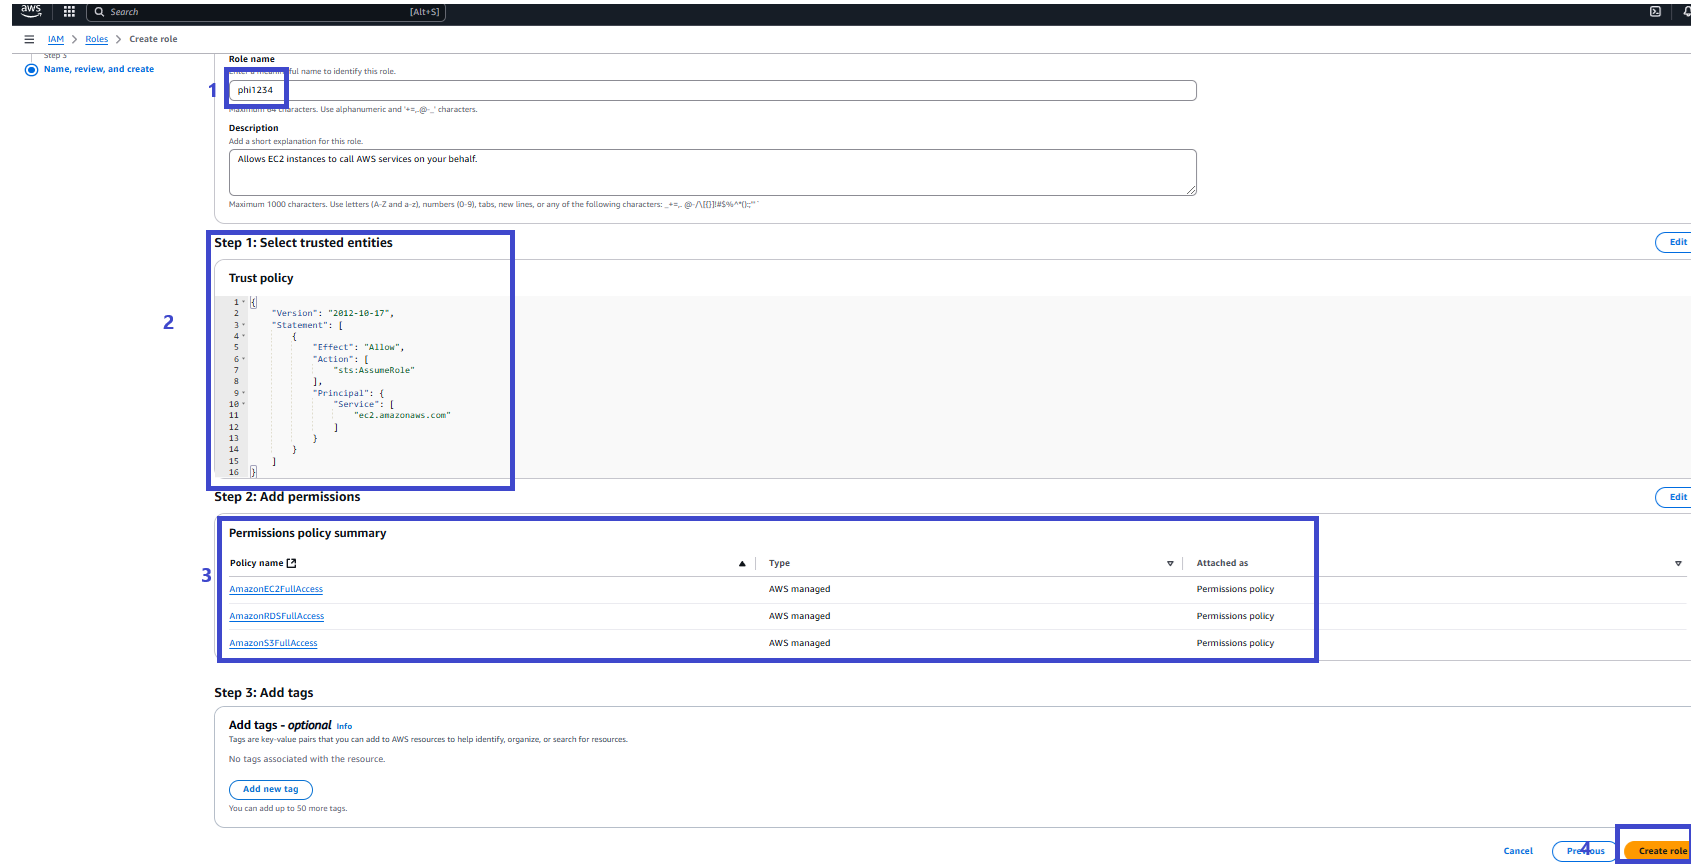 aws Search [Alt+S]
IAM > Roles > Create role
Step 3
Name, review, and create
Role name
Enter a meaningful name to identify this role.
1
phi1234
Maximum 64 characters. Use alphanumeric and '+=,.@-_' characters.
Description
Add a short explanation for this role.
Allows EC2 instances to call AWS services on your behalf.
Maximum 1000 characters. Use letters (A-Z and a-z), numbers (0-9), tabs, new lines, or any of the following characters:
Step 1: Select trusted entities
Edit
2
Trust policy
1 {
2 "Version": "2012-10-17",
3 "Statement": [
4 {
5 "Effect": "Allow",
6 "Action": [
7 "sts:AssumeRole"
8 ],
9 "Principal": {
10 "Service": [
11 "ec2.amazonaws.com"
12 ]
13 }
14 }
15 ]
16 }
Step 2: Add permissions
Edit
3
Permissions policy summary
Policy name Type Attached as
AmazonEC2FullAccess AWS managed Permissions policy
AmazonRDSFullAccess AWS managed Permissions policy
AmazonS3FullAccess AWS managed Permissions policy
Step 3: Add tags
Add tags - optional Info
Tags are key-value pairs that you can add to AWS resources to help identify, organize, or search for resources.
No tags associated with the resource.
Add new tag
You can add up to 50 more tags.
Cancel Previous 4 Create role